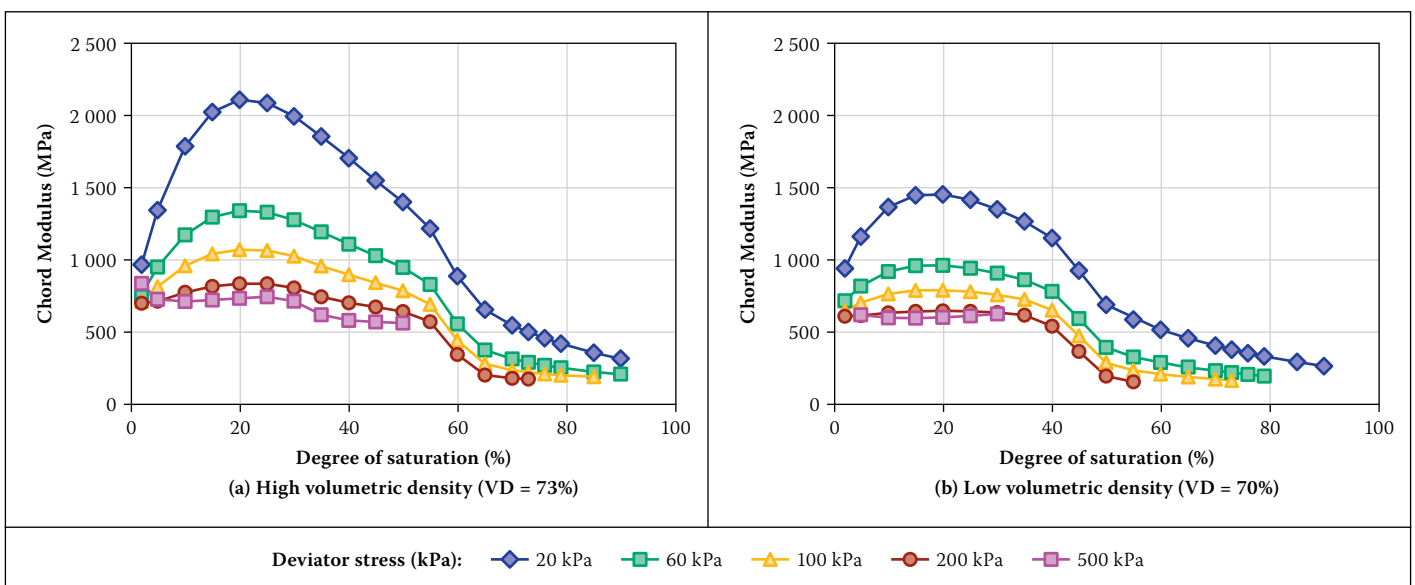 2 500
2 000
1 500
1 000
500
0
0 20 40 60 80 100
Chord Modulus (MPa)
Degree of saturation (%)
(a) High volumetric density (VD = 73%)
2 500
2 000
1 500
1 000
500
0
0 20 40 60 80 100
Chord Modulus (MPa)
Degree of saturation (%)
(b) Low volumetric density (VD = 70%)
Deviator stress (kPa): 20 kPa 60 kPa 100 kPa 200 kPa 500 kPa